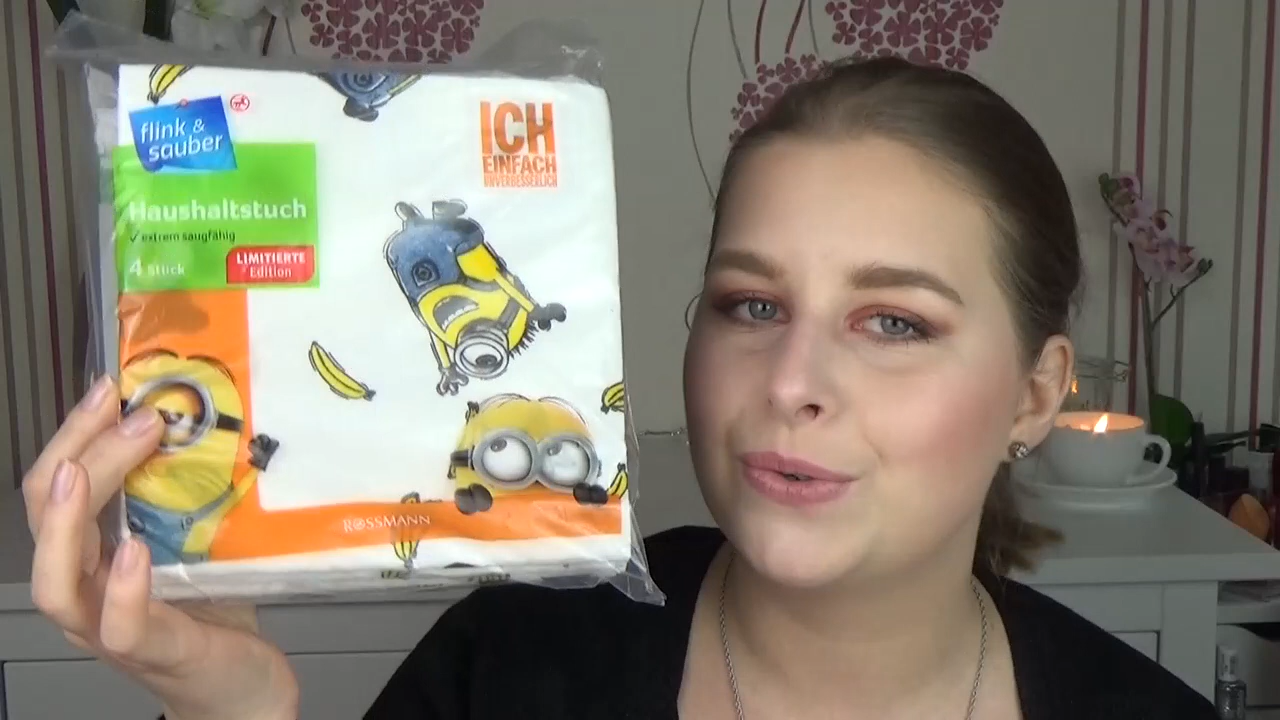 flink &
sauber
ICH
EINFACH
UNVERBESSERLICH
Haushaltstuch
✓ extrem saugfähig
4 Stück
LIMITIERTE
Edition
ROSSMANN